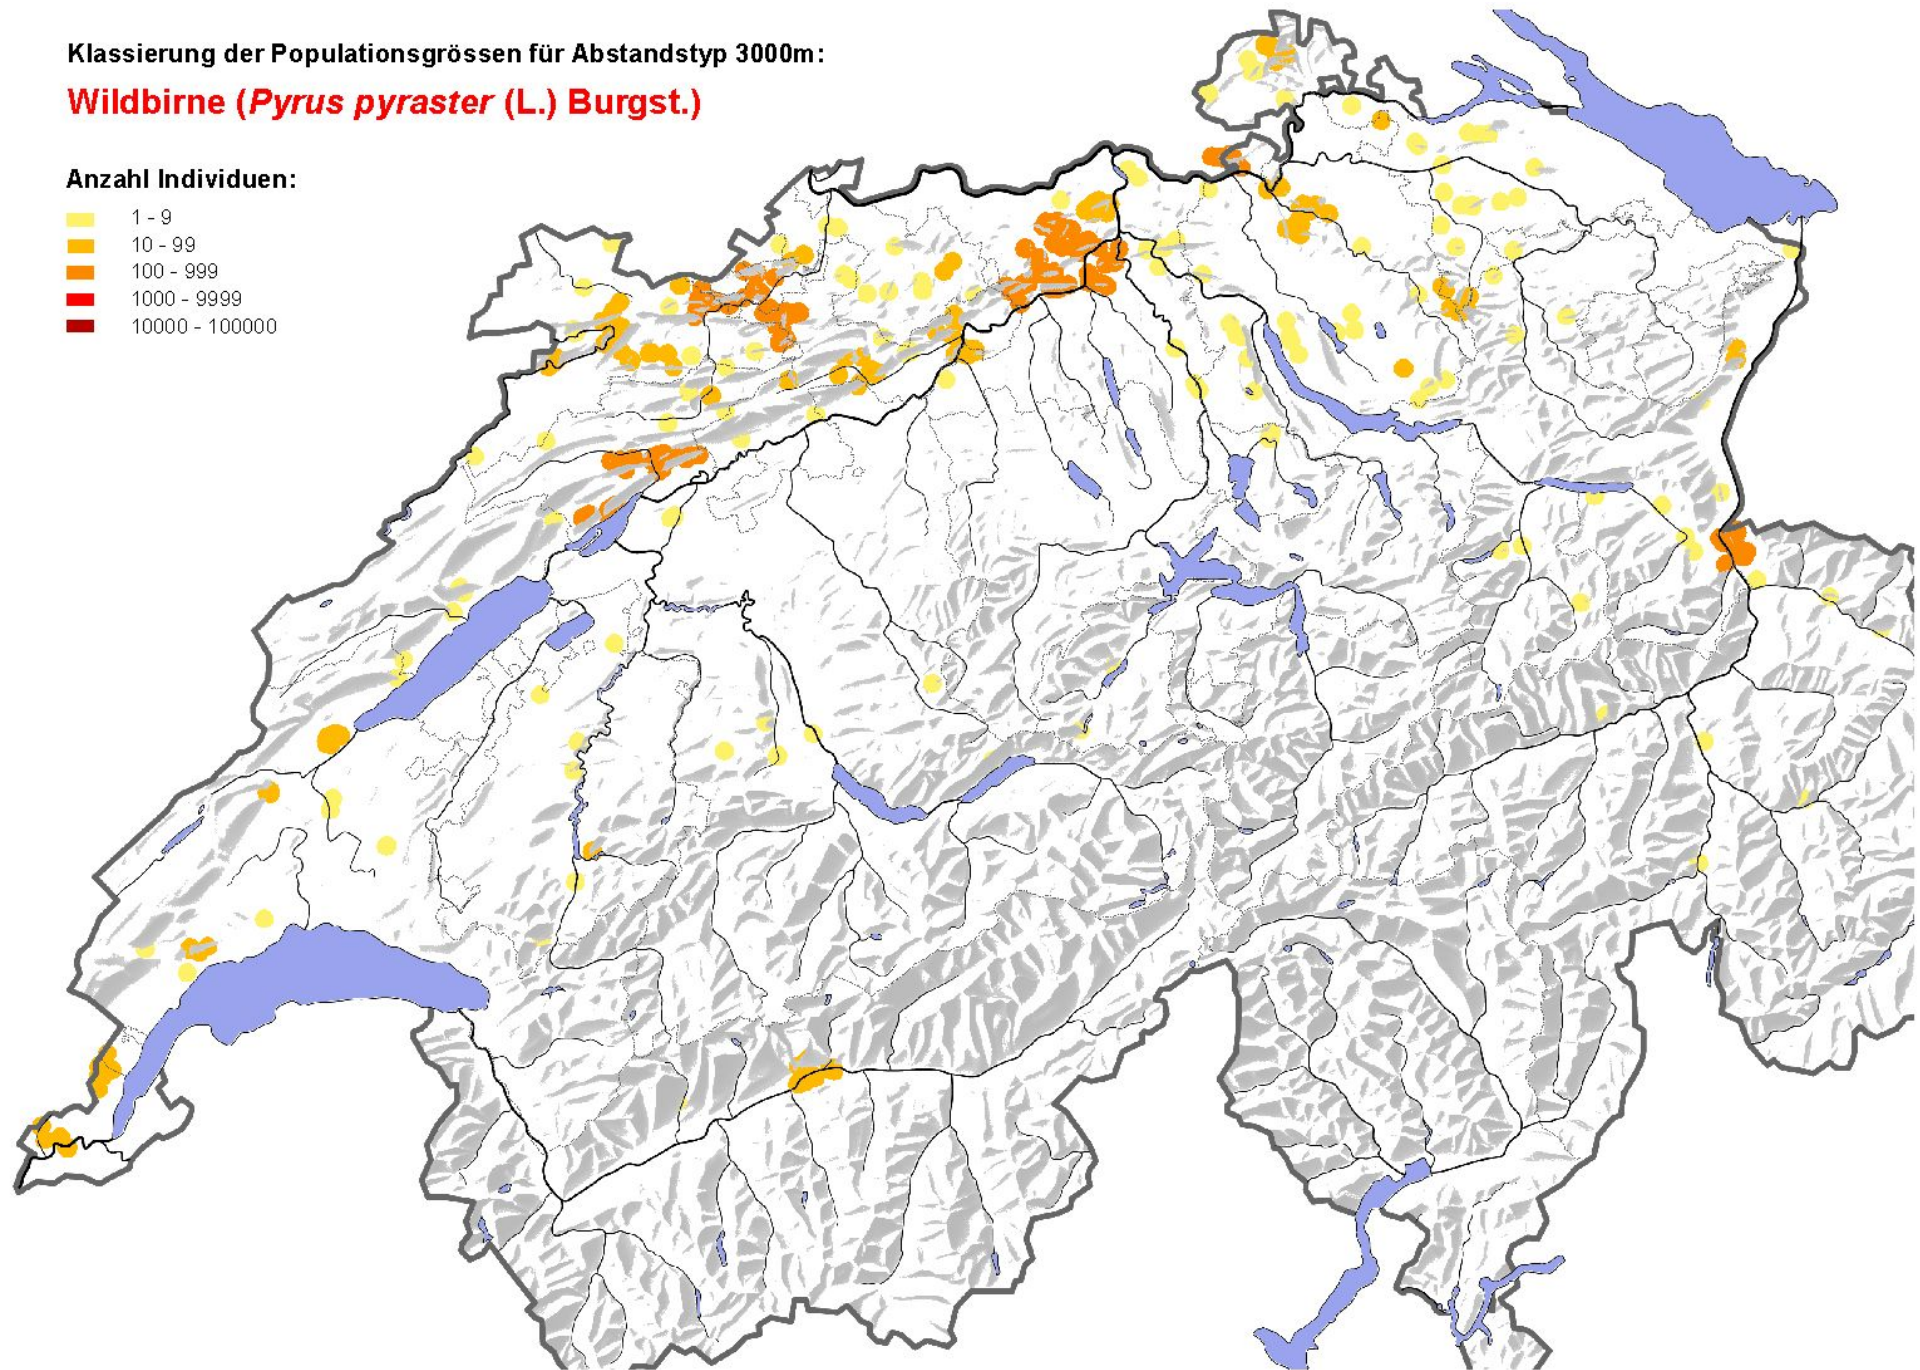 Klassierung der Populationsgrössen für Abstandstyp 3000m:
Wildbirne (Pyrus pyraster (L.) Burgst.)
Anzahl Individuen:
1 - 9
10 - 99
100 - 999
1000 - 9999
10000 - 100000